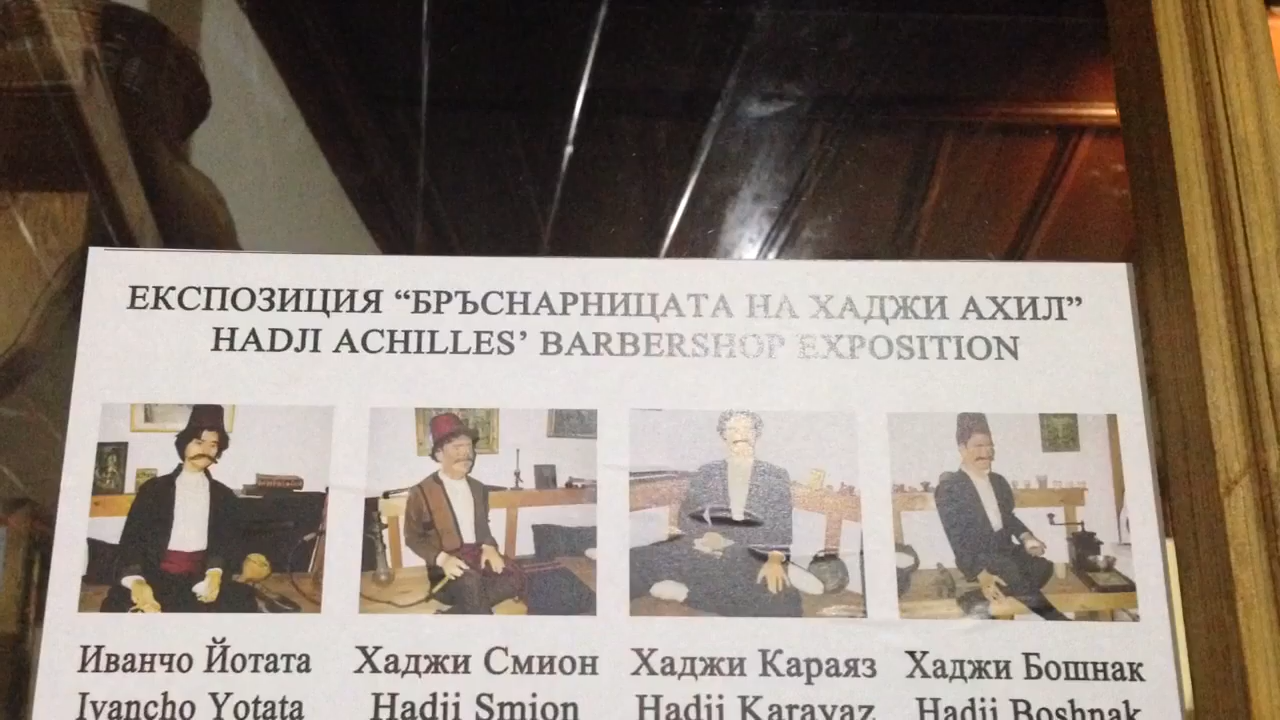 ЕКСПОЗИЦИЯ “БРЪСНАРНИЦАТА НА ХАДЖИ АХИЛ”
HADJI ACHILLES’ BARBERSHOP EXPOSITION
Иванчо Йотата Хаджи Смион Хаджи Караяз Хаджи Бошнак
Ivancho Yotata Hadji Smion Hadji Karayaz Hadji Boshnak